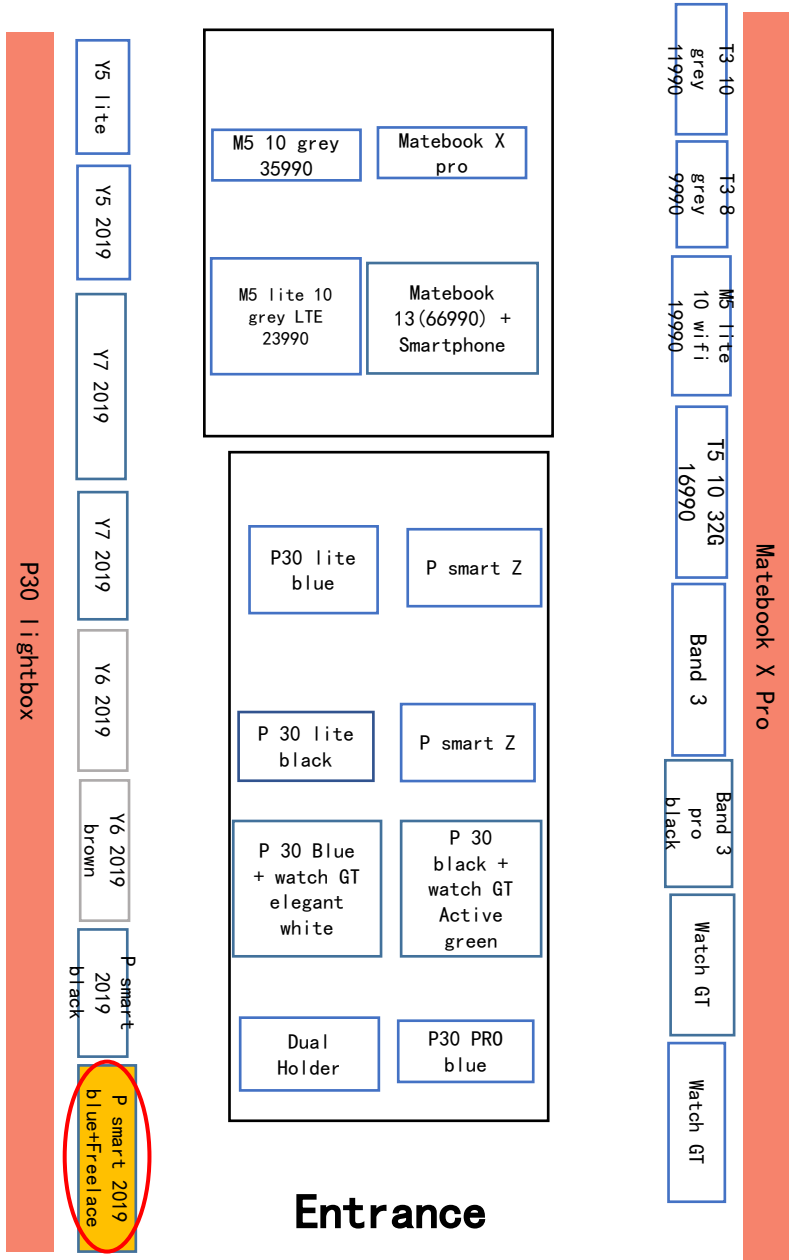 P30 lightbox
Y5 lite
Y5 2019
Y7 2019
Y7 2019
Y6 2019
Y6 2019
brown
P smart
2019
black
P smart 2019
blue+Freelace
M5 10 grey
35990
Matebook X
pro
M5 lite 10
grey LTE
23990
Matebook
13(66990) +
Smartphone
P30 lite
blue
P smart Z
P 30 lite
black
P smart Z
P 30 Blue
+ watch GT
elegant
white
P 30
black +
watch GT
Active
green
Dual
Holder
P30 PRO
blue
Entrance
T3 10
grey
11990
T3 8
grey
9990
M5 lite
10 wifi
19990
T5 10 32G
16990
Band 3
Band 3
pro
black
Watch GT
Watch GT
Matebook X Pro